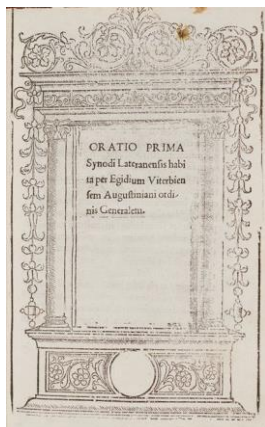 ORATIO PRIMA
Synodi Lateranensis habi
ta per Egidium Viterbien
sem Augustiniani ordi-
nis Generalem.